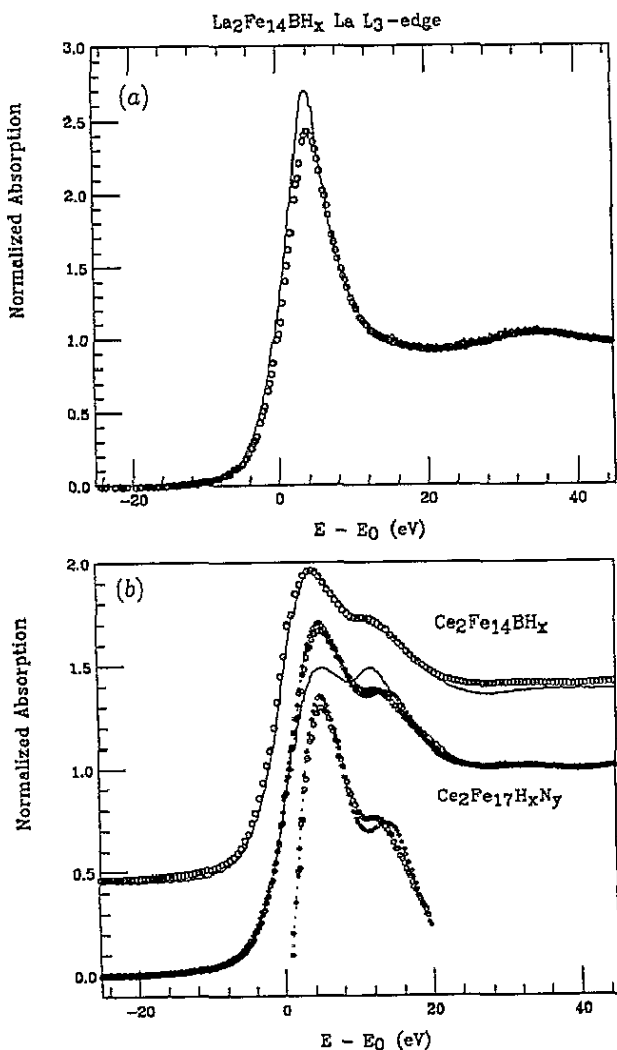 La2Fe14BHx La L3-edge
(a)
Normalized Absorption
3.0
2.5
2.0
1.5
1.0
0.5
0.0
-20 0 20 40
E - E0 (eV)
(b)
Normalized Absorption
2.0
1.5
1.0
0.5
0.0
Ce2Fe14BHx
Ce2Fe17HxNy
-20 0 20 40
E - E0 (eV)